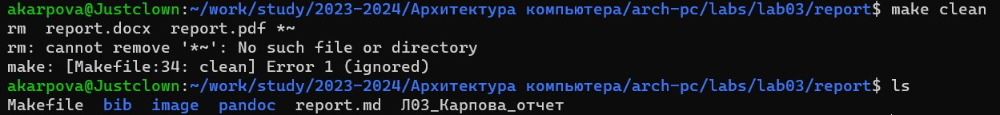 akarpova@Justclown:~/work/study/2023-2024/Архитектура компьютера/arch-pc/labs/lab03/report$ make clean
rm  report.docx  report.pdf *~
rm: cannot remove '*~': No such file or directory
make: [Makefile:34: clean] Error 1 (ignored)
akarpova@Justclown:~/work/study/2023-2024/Архитектура компьютера/arch-pc/labs/lab03/report$ ls
Makefile  bib  image  pandoc  report.md  Л03_Карпова_отчет